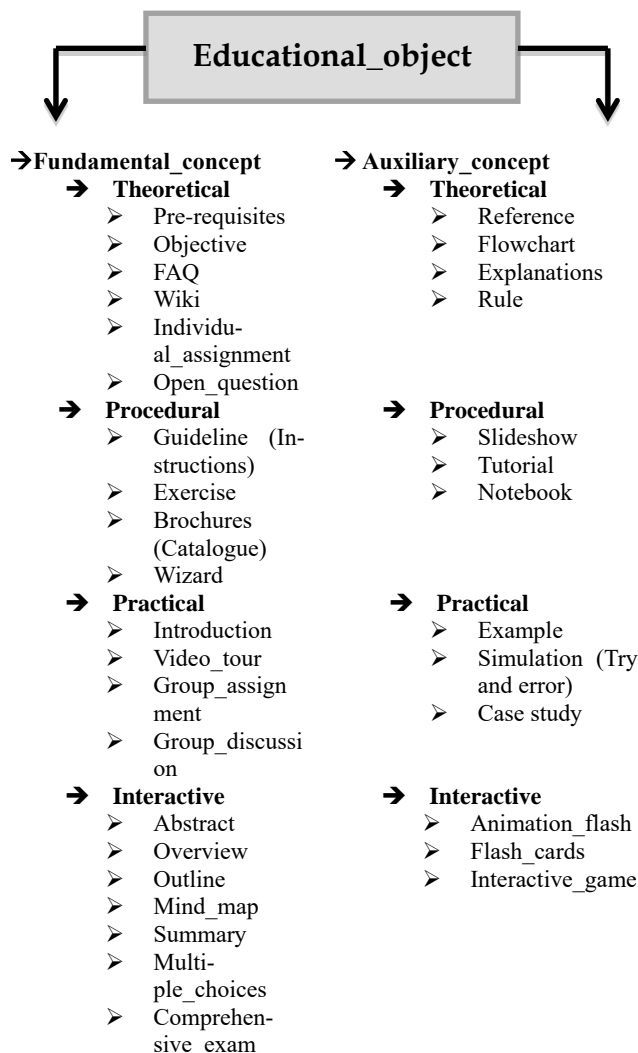 Educational_object
→Fundamental_concept
→ Theoretical
➢ Pre-requisites
➢ Objective
➢ FAQ
➢ Wiki
➢ Individu-
al_assignment
➢ Open_question
→ Procedural
➢ Guideline (In-
structions)
➢ Exercise
➢ Brochures
(Catalogue)
➢ Wizard
→ Practical
➢ Introduction
➢ Video_tour
➢ Group_assign
ment
➢ Group_discussi
on
→ Interactive
➢ Abstract
➢ Overview
➢ Outline
➢ Mind_map
➢ Summary
➢ Multi-
ple_choices
➢ Comprehen-
sive_exam
→ Auxiliary_concept
→ Theoretical
➢ Reference
➢ Flowchart
➢ Explanations
➢ Rule
→ Procedural
➢ Slideshow
➢ Tutorial
➢ Notebook
→ Practical
➢ Example
➢ Simulation (Try
and error)
➢ Case study
→ Interactive
➢ Animation_flash
➢ Flash_cards
➢ Interactive_game